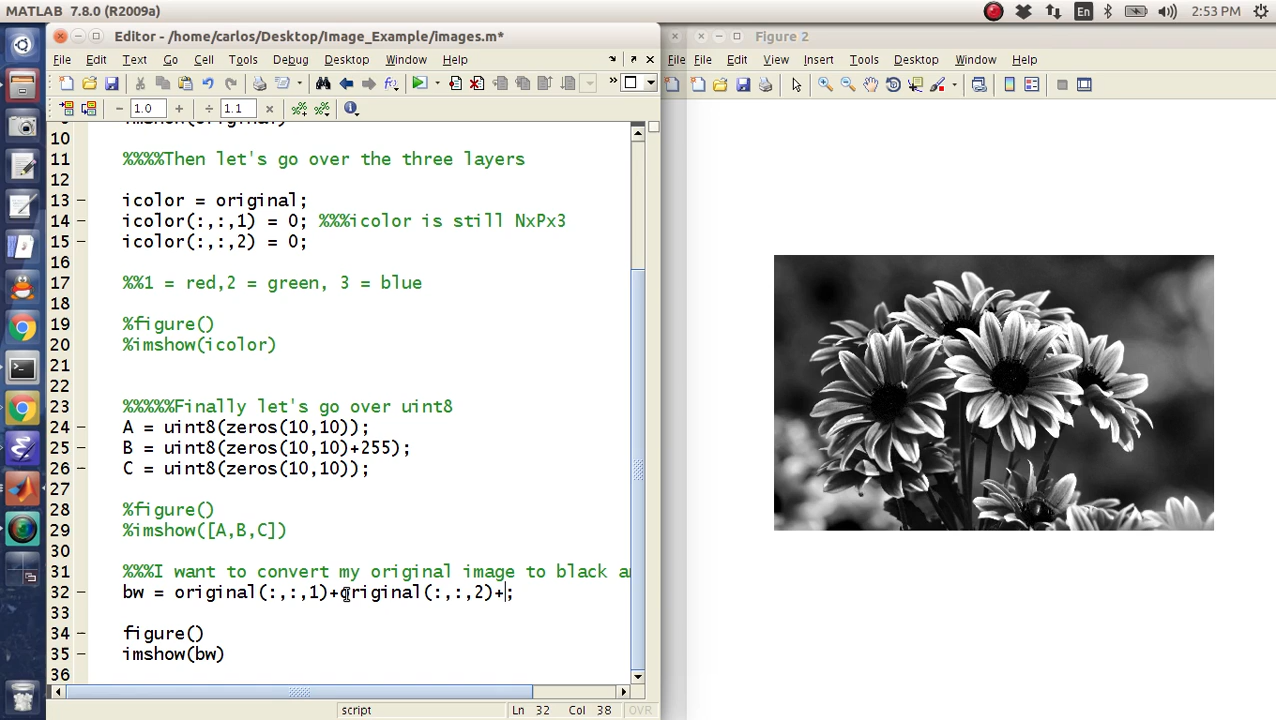 MATLAB 7.8.0 (R2009a)
En
2:53 PM
Editor - /home/carlos/Desktop/Image_Example/images.m*
Figure 2
File Edit Text Go Cell Tools Debug Desktop Window Help
File File Edit View Insert Tools Desktop Window Help
1.0
1.1
10
11 %%%%Then let's go over the three layers
12
13 icolor = original;
14 icolor(:,:,1) = 0; %%%icolor is still NxPx3
15 icolor(:,:,2) = 0;
16
17 %%1 = red,2 = green, 3 = blue
18
19 %figure()
20 %imshow(icolor)
21
22
23 %%%%%Finally let's go over uint8
24 A = uint8(zeros(10,10));
25 B = uint8(zeros(10,10)+255);
26 C = uint8(zeros(10,10));
27
28 %figure()
29 %imshow([A,B,C])
30
31 %%%I want to convert my original image to black a
32 bw = original(:,:,1)+original(:,:,2)+;
33
34 figure()
35 imshow(bw)
36
script
Ln 32 Col 38 OVR